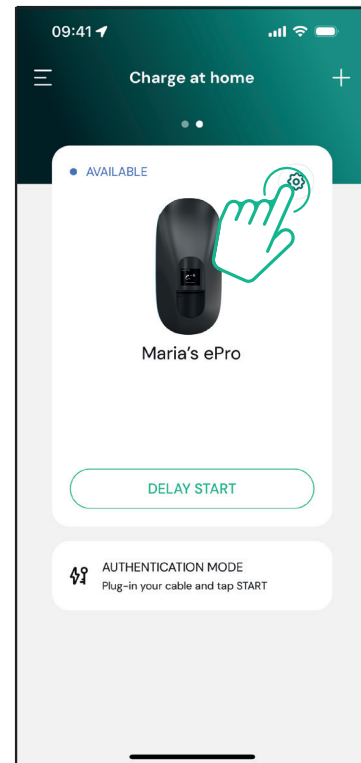 09:41
Charge at home
AVAILABLE
Maria's ePro
DELAY START
AUTHENTICATION MODE
Plug-in your cable and tap START